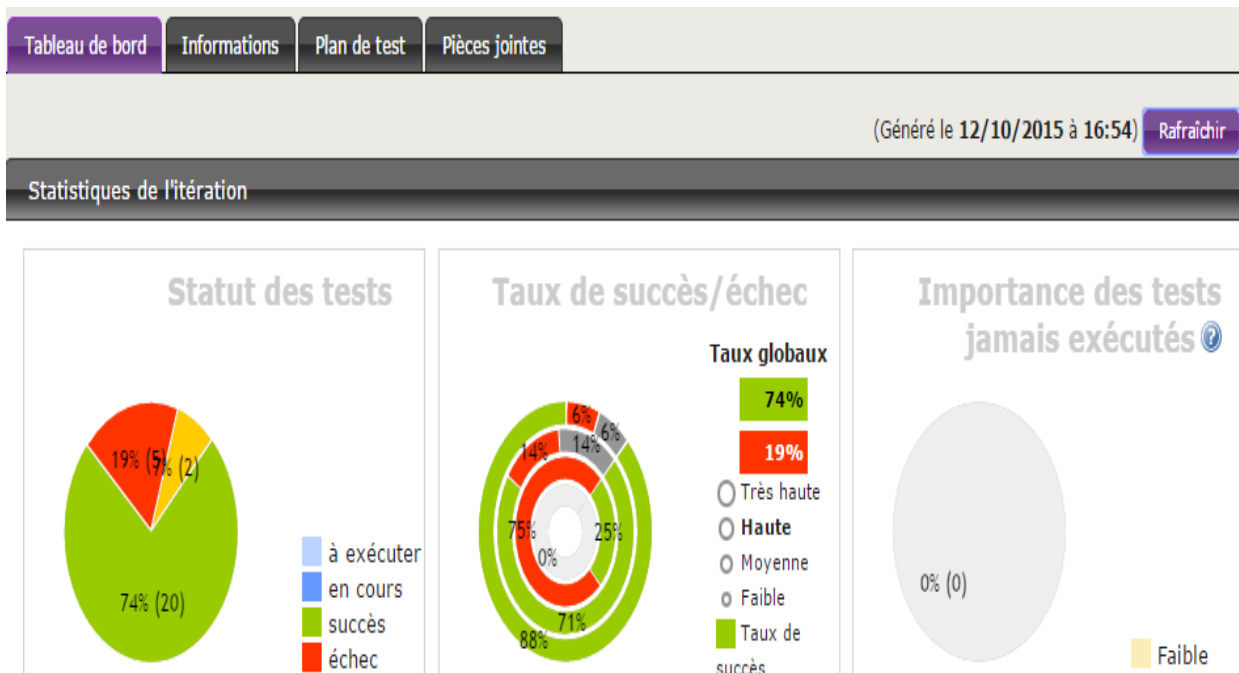 Tableau de bord
Informations
Plan de test
Pièces jointes
(Généré le 12/10/2015 à 16:54)
Rafraîchir
Statistiques de l'itération
Statut des tests
19% (5)
7% (2)
74% (20)
à exécuter
en cours
succès
échec
Taux de succès/échec
Taux globaux
74%
19%
Très haute
Haute
Moyenne
Faible
Taux de
succès
6%
6%
14%
14%
75%
25%
0%
71%
88%
Importance des tests
jamais exécutés
0% (0)
Faible